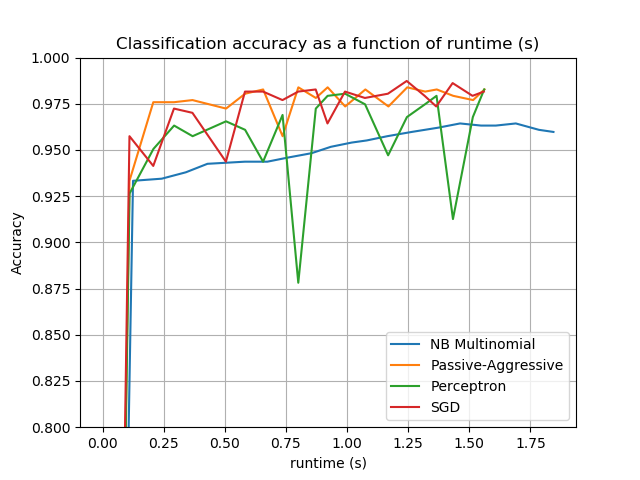 Classification accuracy as a function of runtime (s)
1.000
0.975
0.950
0.925
0.900
0.875
0.850
0.825
0.800
Accuracy
NB Multinomial
Passive-Aggressive
Perceptron
SGD
0.00 0.25 0.50 0.75 1.00 1.25 1.50 1.75
runtime (s)